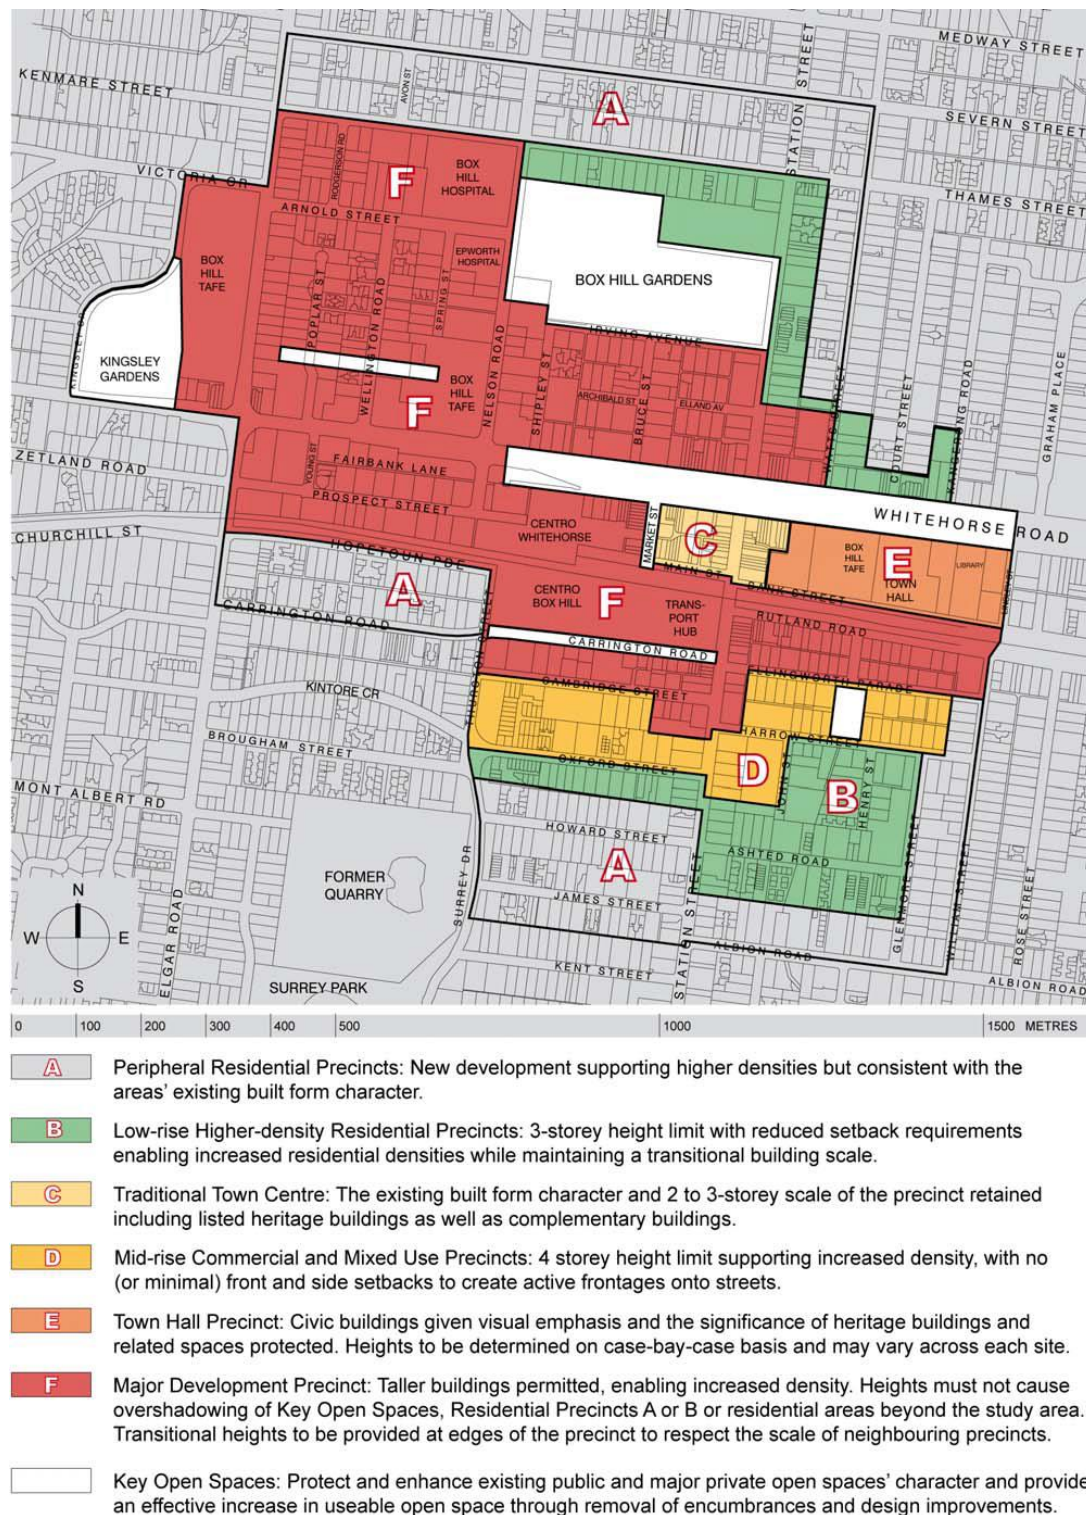 MEDWAY STREET
KENMARE STREET
AVON ST
STATION STREET
A
SEVERN STREET
VICTORIA CR
RODGERSON RD
F
BOX
HILL
HOSPITAL
THAMES STREET
ARNOLD STREET
BOX
HILL
TAFE
EPWORTH
HOSPITAL
BOX HILL GARDENS
POPLAR ST
WELLINGTON ROAD
SPRING ST
NELSON ROAD
IRVING AVENUE
KINGSLEY CR
KINGSLEY
GARDENS
BOX
HILL
TAFE
F
SHIPLEY ST
ARCHIBALD ST
BRUCE ST
ELLAND AV
WATTS STREET
COURT STREET
KANGERONG ROAD
GRAHAM PLACE
ZETLAND ROAD
YOUNG ST
FAIRBANK LANE
PROSPECT STREET
CHURCHILL ST
CENTRO
WHITEHORSE
MARKET ST
C
WHITEHORSE ROAD
BOX
HILL
TAFE
E
TOWN
HALL
LIBRARY
HOPETOUN PDE
MAIN ST
BANK STREET
A
CARRINGTON ROAD
CENTRO
BOX HILL
F
TRANS-
PORT
HUB
RUTLAND ROAD
THURSTON STREET
CARRINGTON ROAD
ELLINGWORTH PARADE
KINTORE CR
CAMBRIDGE STREET
BROUGHAM STREET
HARROW STREET
OXFORD STREET
D
JOHN ST
B
HENRY ST
MONT ALBERT RD
HOWARD STREET
ASHTED ROAD
FORMER
QUARRY
A
SURREY DR
JAMES STREET
STATION STREET
GLENMORE STREET
WILLIAM STREET
ROSE STREET
N
W
E
S
ELGAR ROAD
ALBION ROAD
KENT STREET
SURREY PARK
ALBION ROAD
0 100 200 300 400 500 1000 1500 METRES
A Peripheral Residential Precincts: New development supporting higher densities but consistent with the
areas’ existing built form character.
B Low-rise Higher-density Residential Precincts: 3-storey height limit with reduced setback requirements
enabling increased residential densities while maintaining a transitional building scale.
C Traditional Town Centre: The existing built form character and 2 to 3-storey scale of the precinct retained
including listed heritage buildings as well as complementary buildings.
D Mid-rise Commercial and Mixed Use Precincts: 4 storey height limit supporting increased density, with no
(or minimal) front and side setbacks to create active frontages onto streets.
E Town Hall Precinct: Civic buildings given visual emphasis and the significance of heritage buildings and
related spaces protected. Heights to be determined on case-bay-case basis and may vary across each site.
F Major Development Precinct: Taller buildings permitted, enabling increased density. Heights must not cause
overshadowing of Key Open Spaces, Residential Precincts A or B or residential areas beyond the study area.
Transitional heights to be provided at edges of the precinct to respect the scale of neighbouring precincts.
Key Open Spaces: Protect and enhance existing public and major private open spaces’ character and provide
an effective increase in useable open space through removal of encumbrances and design improvements.